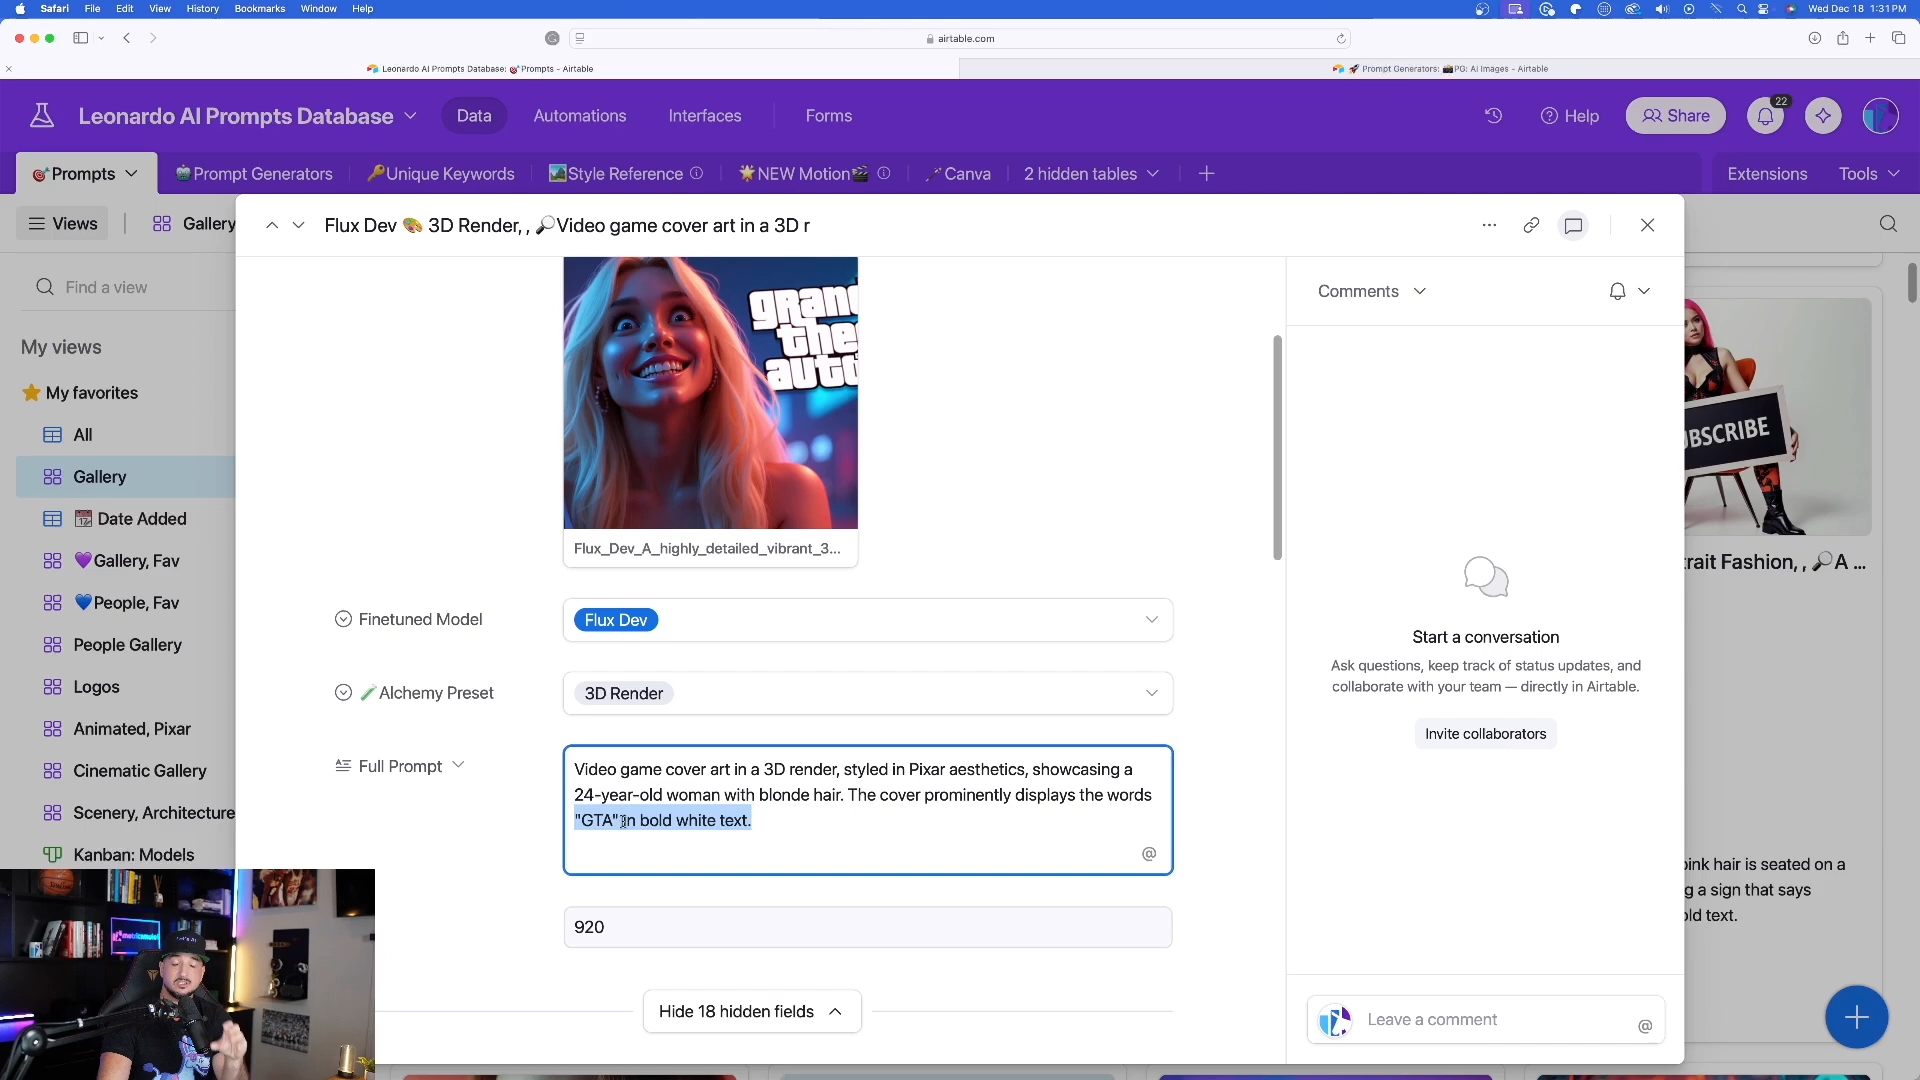 Safari File Edit View History Bookmarks Window Help
Wed Dec 18 1:31 PM
airtable.com
Leonardo AI Prompts Database: 🎯Prompts - Airtable
🚀 Prompt Generators: 📸PG: AI Images - Airtable
Leonardo AI Prompts Database
Data
Automations
Interfaces
Forms
Help
Share
22
🎯Prompts
🤖Prompt Generators
🔑Unique Keywords
🖼️Style Reference
🌟NEW Motion🎬
🪄Canva
2 hidden tables
Extensions
Tools
Views
Gallery
Flux Dev 🎨 3D Render, , 🔎Video game cover art in a 3D r
Find a view
My views
⭐ My favorites
All
Gallery
📆 Date Added
💜Gallery, Fav
💙People, Fav
People Gallery
Logos
Animated, Pixar
Cinematic Gallery
Scenery, Architecture
Kanban: Models
grand
the
auto
Flux_Dev_A_highly_detailed_vibrant_3...
Finetuned Model
Flux Dev
🧪Alchemy Preset
3D Render
Full Prompt
Video game cover art in a 3D render, styled in Pixar aesthetics, showcasing a
24-year-old woman with blonde hair. The cover prominently displays the words
"GTA" in bold white text.
@
920
Hide 18 hidden fields
Comments
Start a conversation
Ask questions, keep track of status updates, and
collaborate with your team — directly in Airtable.
Invite collaborators
Leave a comment
@
UBSCRIBE
trait Fashion, , 🔎A ...
pink hair is seated on a
g a sign that says
old text.